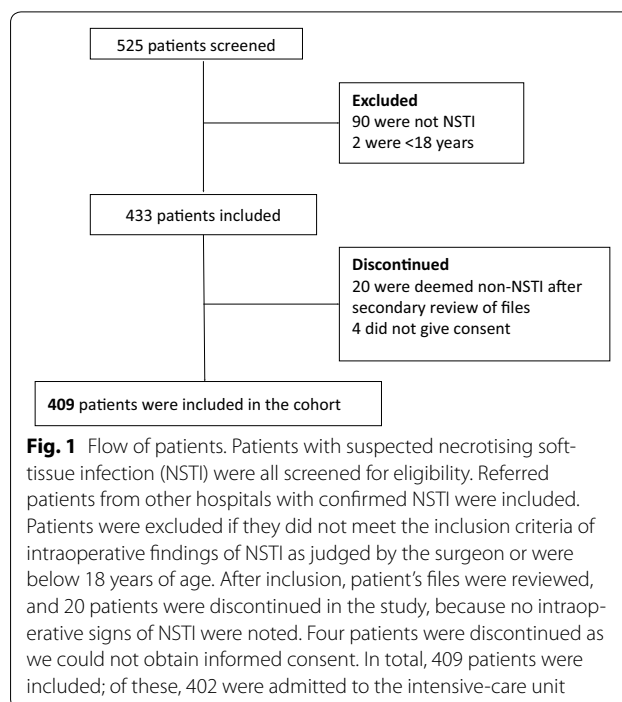 525 patients screened
Excluded
90 were not NSTI
2 were <18 years
433 patients included
Discontinued
20 were deemed non-NSTI after
secondary review of files
4 did not give consent
409 patients were included in the cohort
Fig. 1 Flow of patients. Patients with suspected necrotising soft-
tissue infection (NSTI) were all screened for eligibility. Referred
patients from other hospitals with confirmed NSTI were included.
Patients were excluded if they did not meet the inclusion criteria of
intraoperative findings of NSTI as judged by the surgeon or were
below 18 years of age. After inclusion, patient's files were reviewed,
and 20 patients were discontinued in the study, because no intraop-
erative signs of NSTI were noted. Four patients were discontinued as
we could not obtain informed consent. In total, 409 patients were
included; of these, 402 were admitted to the intensive-care unit